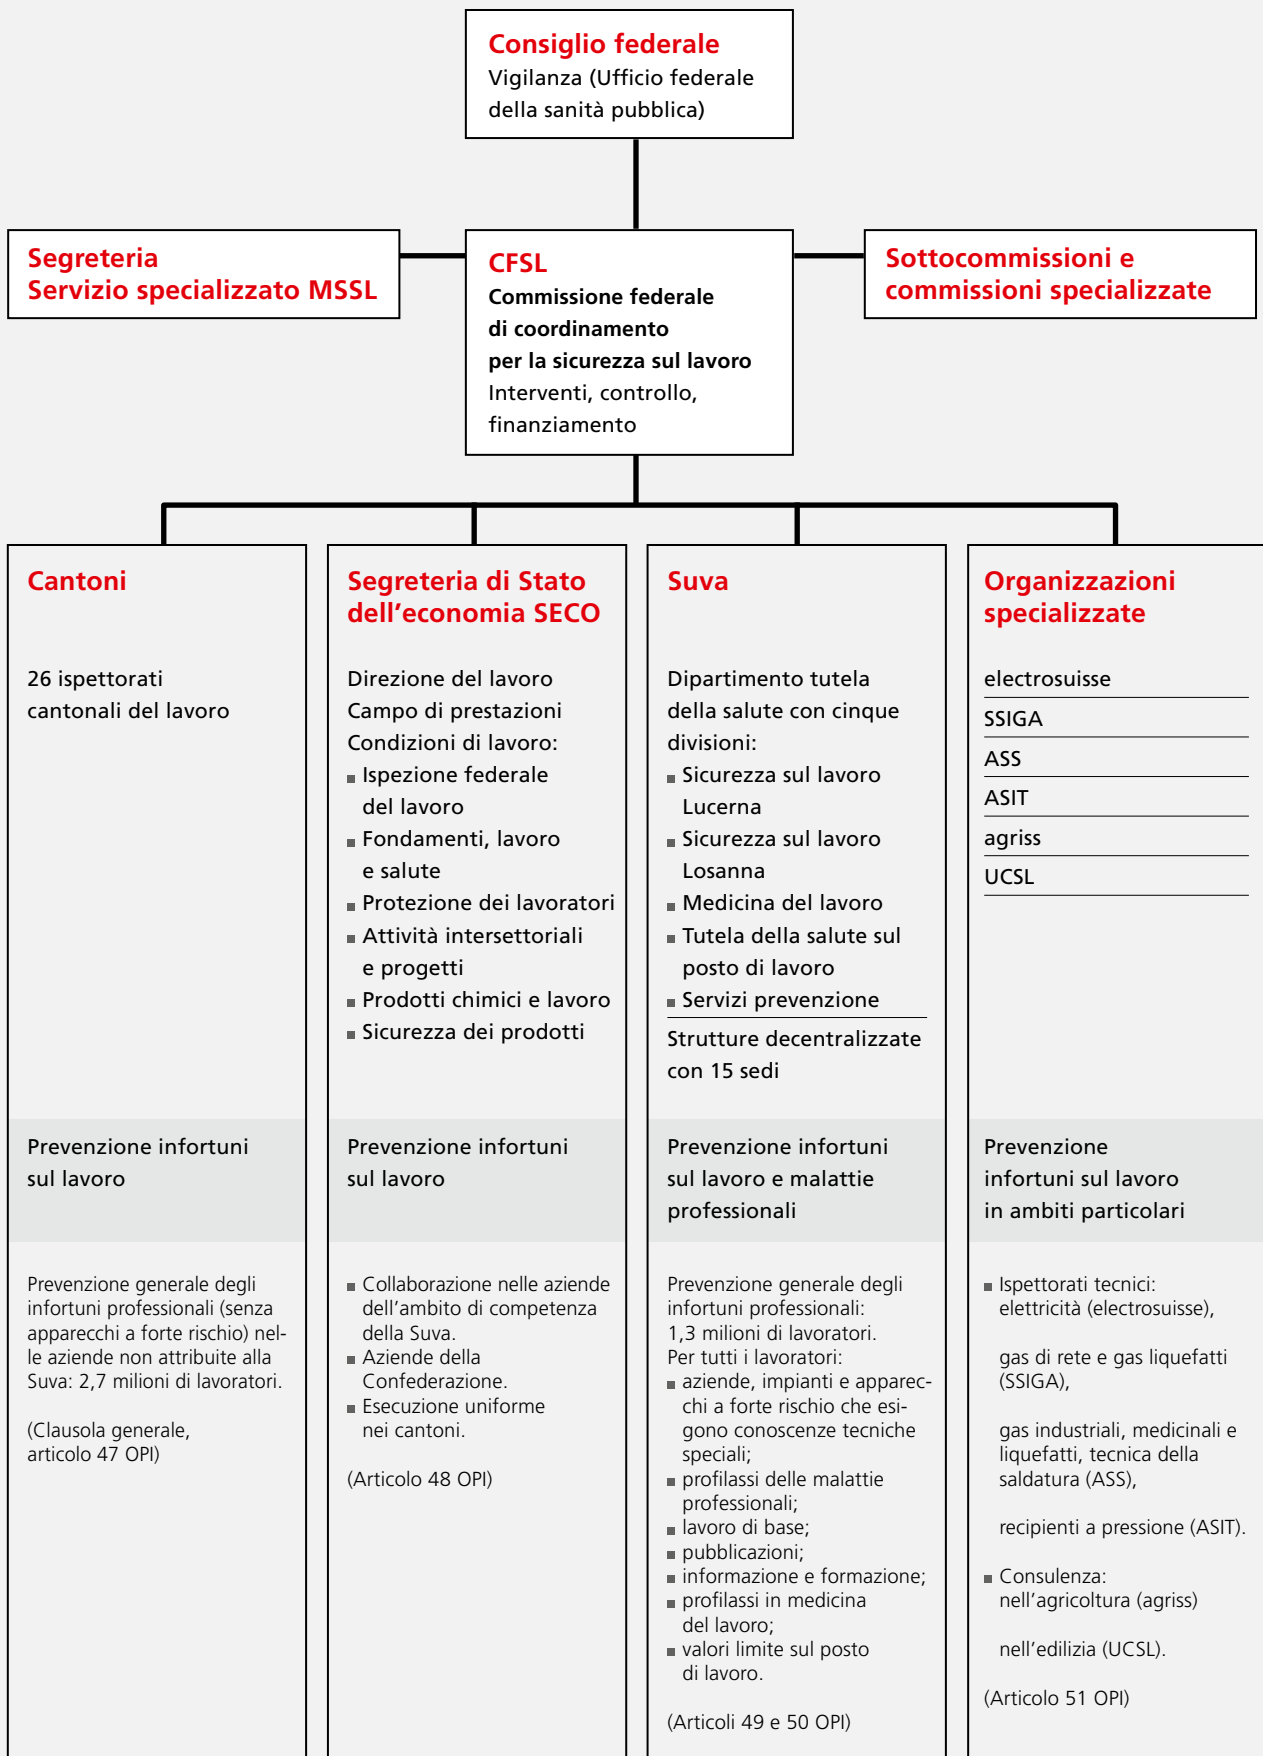 Consiglio federale
Vigilanza (Ufficio federale
della sanità pubblica)
Segreteria
Servizio specializzato MSSL
CFSL
Commissione federale
di coordinamento
per la sicurezza sul lavoro
Interventi, controllo,
finanziamento
Sottocommissioni e
commissioni specializzate
Cantoni
26 ispettorati
cantonali del lavoro
Prevenzione infortuni
sul lavoro
Prevenzione generale degli
infortuni professionali (senza
apparecchi a forte rischio) nel-
le aziende non attribuite alla
Suva: 2,7 milioni di lavoratori.
(Clausola generale,
articolo 47 OPI)
Segreteria di Stato
dell'economia SECO
Direzione del lavoro
Campo di prestazioni
Condizioni di lavoro:
■ Ispezione federale
del lavoro
■ Fondamenti, lavoro
e salute
■ Protezione dei lavoratori
■ Attività intersettoriali
e progetti
■ Prodotti chimici e lavoro
■ Sicurezza dei prodotti
Prevenzione infortuni
sul lavoro
■ Collaborazione nelle aziende
dell'ambito di competenza
della Suva.
■ Aziende della
Confederazione.
■ Esecuzione uniforme
nei cantoni.
(Articolo 48 OPI)
Suva
Dipartimento tutela
della salute con cinque
divisioni:
■ Sicurezza sul lavoro
Lucerna
■ Sicurezza sul lavoro
Losanna
■ Medicina del lavoro
■ Tutela della salute sul
posto di lavoro
■ Servizi prevenzione
Strutture decentralizzate
con 15 sedi
Prevenzione infortuni
sul lavoro e malattie
professionali
Prevenzione generale degli
infortuni professionali:
1,3 milioni di lavoratori.
Per tutti i lavoratori:
■ aziende, impianti e apparec-
chi a forte rischio che esi-
gono conoscenze tecniche
speciali;
■ profilassi delle malattie
professionali;
■ lavoro di base;
■ pubblicazioni;
■ informazione e formazione;
■ profilassi in medicina
del lavoro;
■ valori limite sul posto
di lavoro.
(Articoli 49 e 50 OPI)
Organizzazioni
specializzate
electrosuisse
SSIGA
ASS
ASIT
agriss
UCSL
Prevenzione
infortuni sul lavoro
in ambiti particolari
■ Ispettorati tecnici:
elettricità (electrosuisse),
gas di rete e gas liquefatti
(SSIGA),
gas industriali, medicinali e
liquefatti, tecnica della
saldatura (ASS),
recipienti a pressione (ASIT).
■ Consulenza:
nell'agricoltura (agriss)
nell'edilizia (UCSL).
(Articolo 51 OPI)